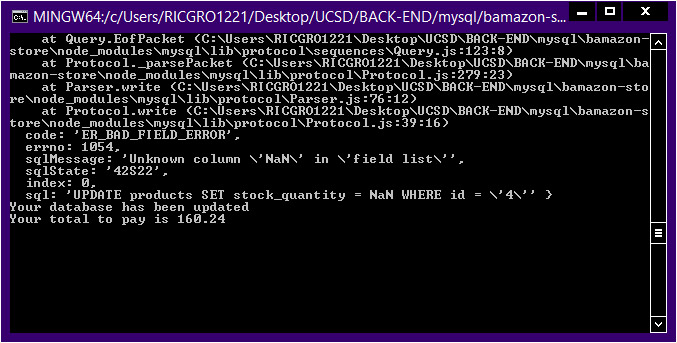 MINGW64:/c/Users/RICGRO1221/Desktop/UCSD/BACK-END/mysql/bamazon-s...
at Query.EofPacket (C:\Users\RICGRO1221\Desktop\UCSD\BACK-END\mysql\bamazon-
store\node_modules\mysql\lib\protocol\sequences\Query.js:123:8)
at Protocol._parsePacket (C:\Users\RICGRO1221\Desktop\UCSD\BACK-END\mysql\ba
mazon-store\node_modules\mysql\lib\protocol\Protocol.js:279:23)
at Parser.write (C:\Users\RICGRO1221\Desktop\UCSD\BACK-END\mysql\bamazon-sto
re\node_modules\mysql\lib\protocol\Parser.js:76:12)
at Protocol.write (C:\Users\RICGRO1221\Desktop\UCSD\BACK-END\mysql\bamazon-s
tore\node_modules\mysql\lib\protocol\Protocol.js:39:16)
code: 'ER_BAD_FIELD_ERROR',
errno: 1054,
sqlMessage: 'Unknown column \'NaN\' in \'field list\'',
sqlState: '42S22',
index: 0,
sql: 'UPDATE products SET stock_quantity = NaN WHERE id = \'4\'' }
Your database has been updated
Your total to pay is 160.24